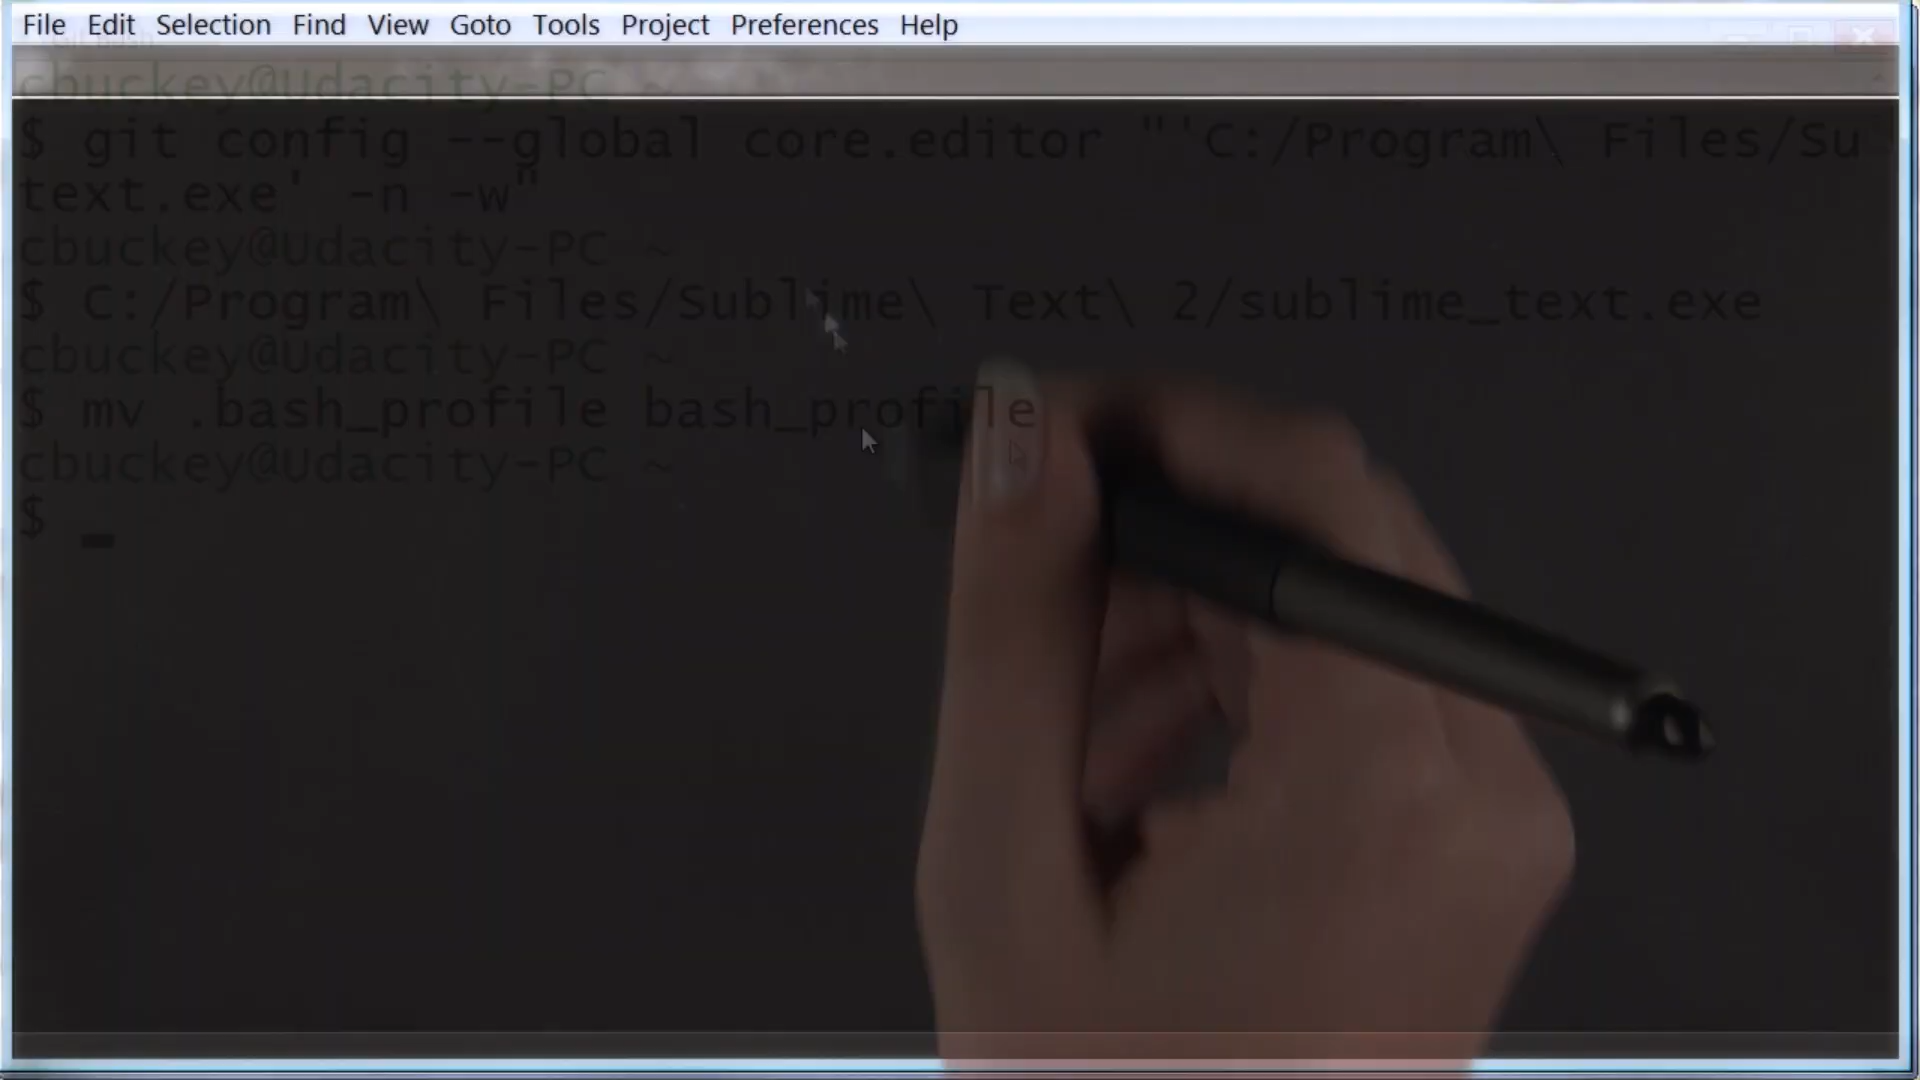 File Edit Selection Find View Goto Tools Project Preferences Help
Git Bash
cbuckey@Udacity-PC ~
$ git config --global core.editor "'C:/Program\ Files/Su
text.exe' -n -w"
cbuckey@Udacity-PC ~
$ C:/Program\ Files/Sublime\ Text\ 2/sublime_text.exe
cbuckey@Udacity-PC ~
$ mv .bash_profile bash_profile
cbuckey@Udacity-PC ~
$ _